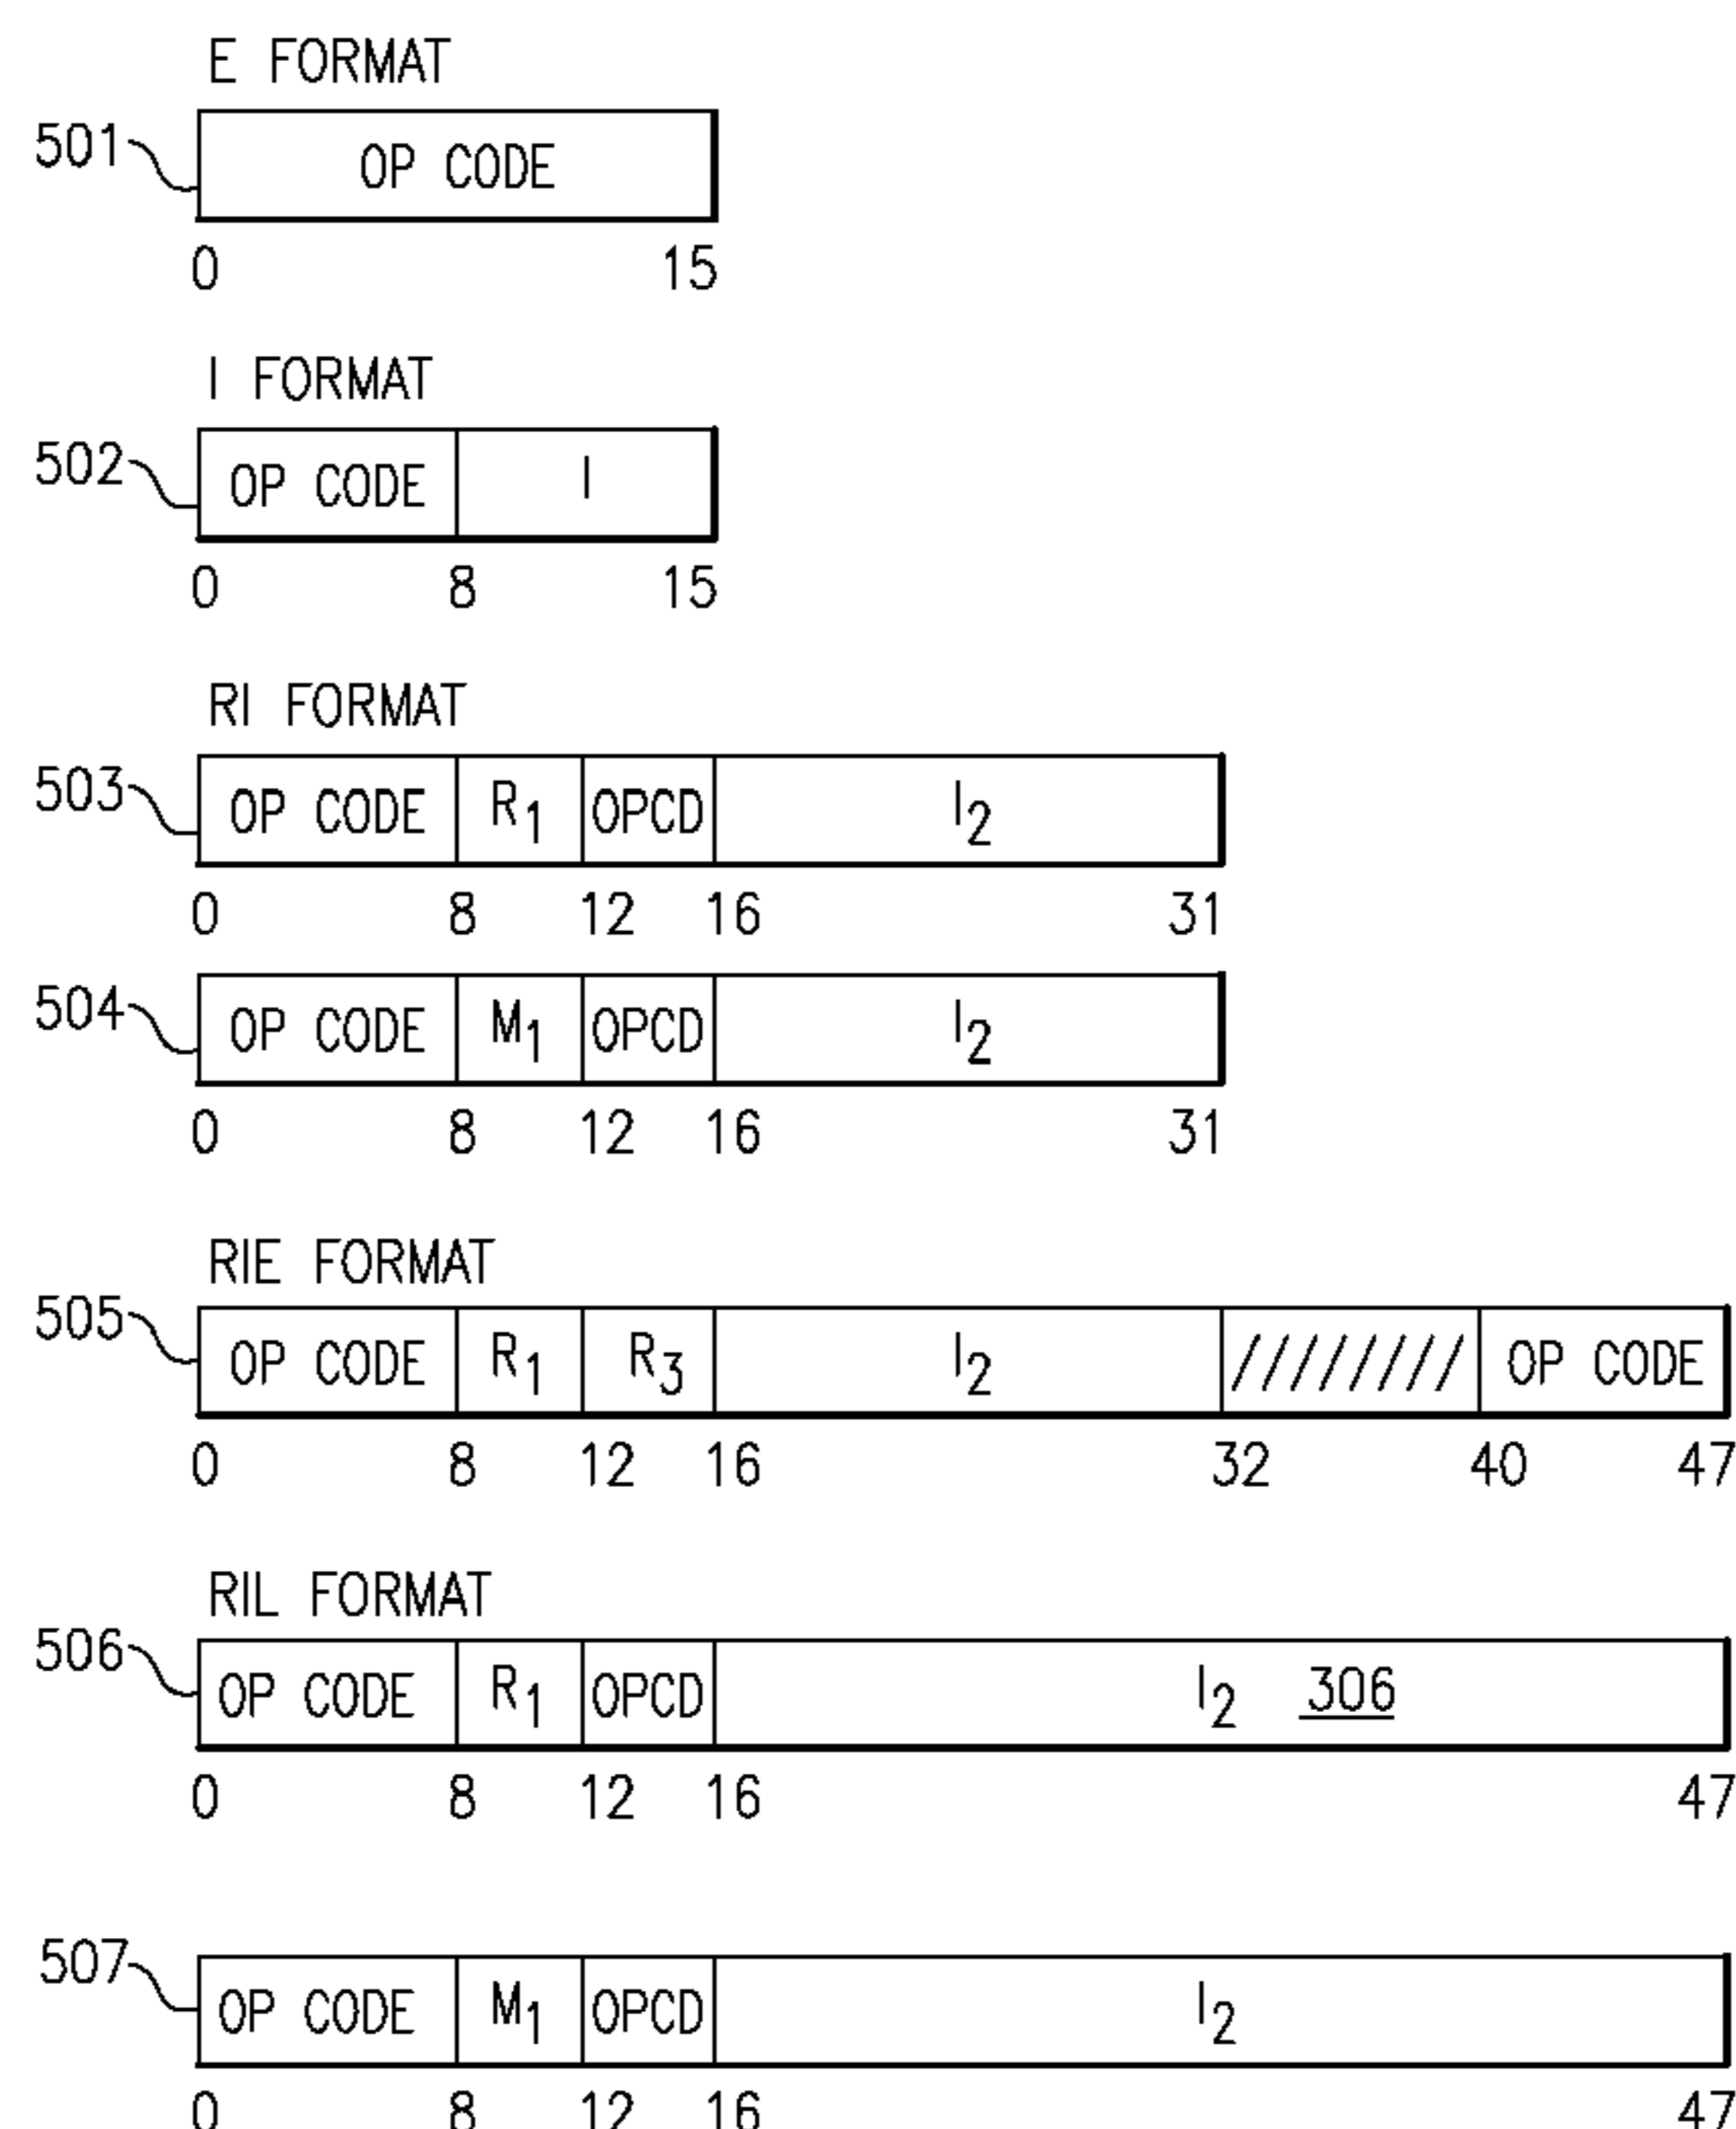 E FORMAT
501
OP CODE
0 15
I FORMAT
502
OP CODE I
0 8 15
RI FORMAT
503
OP CODE R1 OPCD I2
0 8 12 16 31
504
OP CODE M1 OPCD I2
0 8 12 16 31
RIE FORMAT
505
OP CODE R1 R3 I2 //////// OP CODE
0 8 12 16 32 40 47
RIL FORMAT
506
OP CODE R1 OPCD I2 306
0 8 12 16 47
507
OP CODE M1 OPCD I2
0 8 12 16 47